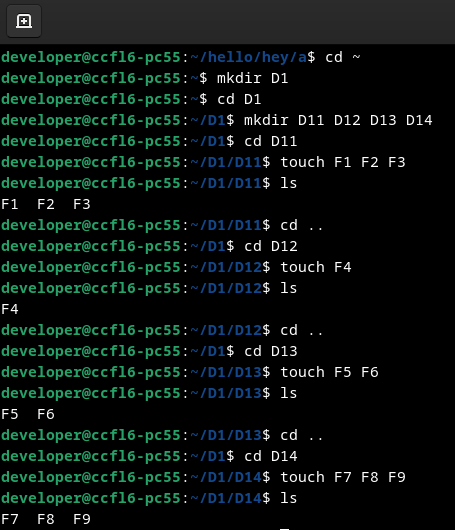 developer@ccfl6-pc55:~/hello/hey/a$ cd ~
developer@ccfl6-pc55:~$ mkdir D1
developer@ccfl6-pc55:~$ cd D1
developer@ccfl6-pc55:~/D1$ mkdir D11 D12 D13 D14
developer@ccfl6-pc55:~/D1$ cd D11
developer@ccfl6-pc55:~/D1/D11$ touch F1 F2 F3
developer@ccfl6-pc55:~/D1/D11$ ls
F1  F2  F3
developer@ccfl6-pc55:~/D1/D11$ cd ..
developer@ccfl6-pc55:~/D1$ cd D12
developer@ccfl6-pc55:~/D1/D12$ touch F4
developer@ccfl6-pc55:~/D1/D12$ ls
F4
developer@ccfl6-pc55:~/D1/D12$ cd ..
developer@ccfl6-pc55:~/D1$ cd D13
developer@ccfl6-pc55:~/D1/D13$ touch F5 F6
developer@ccfl6-pc55:~/D1/D13$ ls
F5  F6
developer@ccfl6-pc55:~/D1/D13$ cd ..
developer@ccfl6-pc55:~/D1$ cd D14
developer@ccfl6-pc55:~/D1/D14$ touch F7 F8 F9
developer@ccfl6-pc55:~/D1/D14$ ls
F7  F8  F9